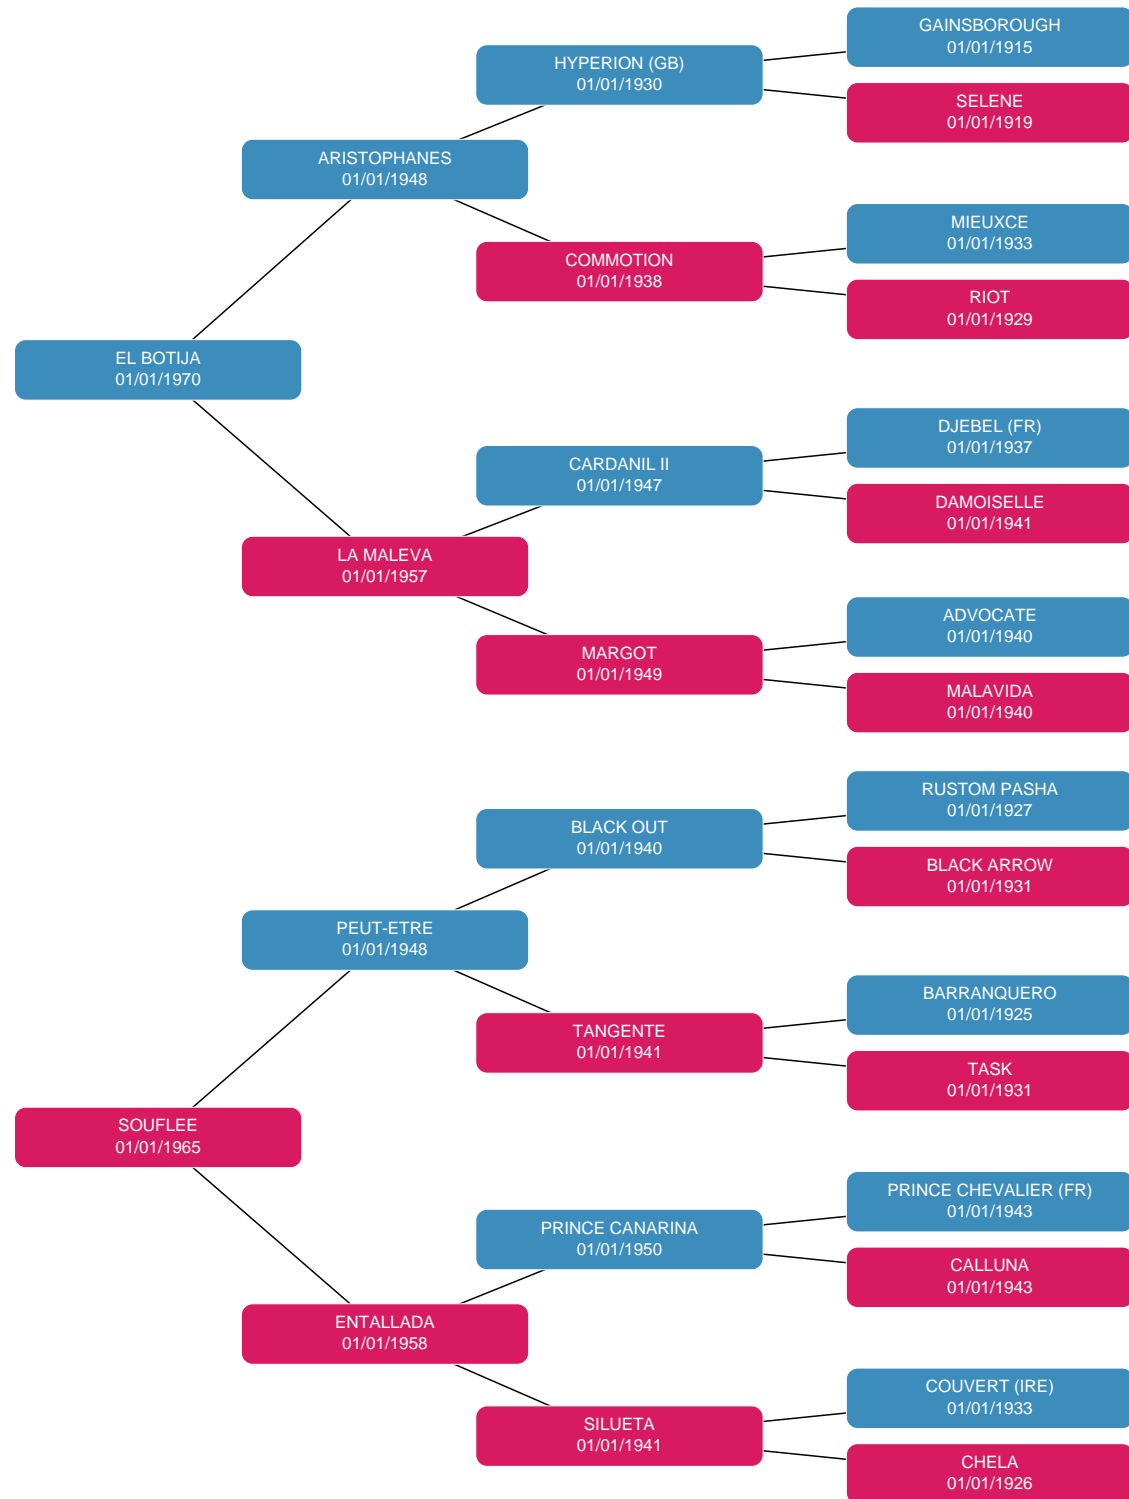 GAINSBOROUGH
01/01/1915
HYPERION (GB)
01/01/1930
SELENE
01/01/1919
ARISTOPHANES
01/01/1948
MIEUXCE
01/01/1933
COMMOTION
01/01/1938
RIOT
01/01/1929
EL BOTIJA
01/01/1970
DJEBEL (FR)
01/01/1937
CARDANIL II
01/01/1947
DAMOISELLE
01/01/1941
LA MALEVA
01/01/1957
ADVOCATE
01/01/1940
MARGOT
01/01/1949
MALAVIDA
01/01/1940
RUSTOM PASHA
01/01/1927
BLACK OUT
01/01/1940
BLACK ARROW
01/01/1931
PEUT-ETRE
01/01/1948
BARRANQUERO
01/01/1925
TANGENTE
01/01/1941
TASK
01/01/1931
SOUFLEE
01/01/1965
PRINCE CHEVALIER (FR)
01/01/1943
PRINCE CANARINA
01/01/1950
CALLUNA
01/01/1943
ENTALLADA
01/01/1958
COUVERT (IRE)
01/01/1933
SILUETA
01/01/1941
CHELA
01/01/1926